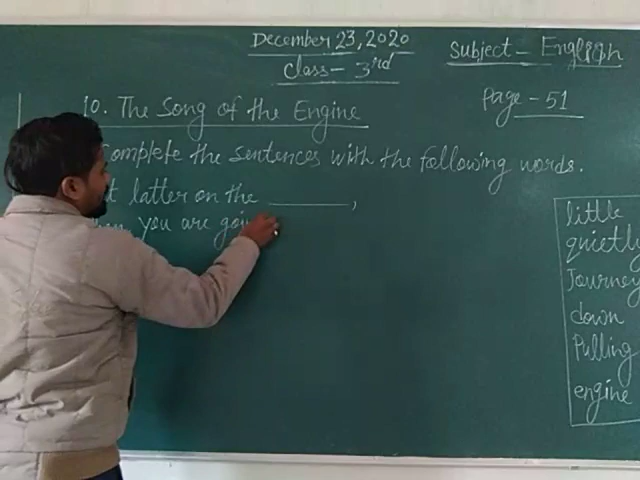 December 23, 2020
Class - 3rd
Subject - English
Page - 51
10. The Song of the Engine
Complete the sentences with the following words.
latter on the ________,
you are goi
little
quietly
Journey
down
Pulling
engine